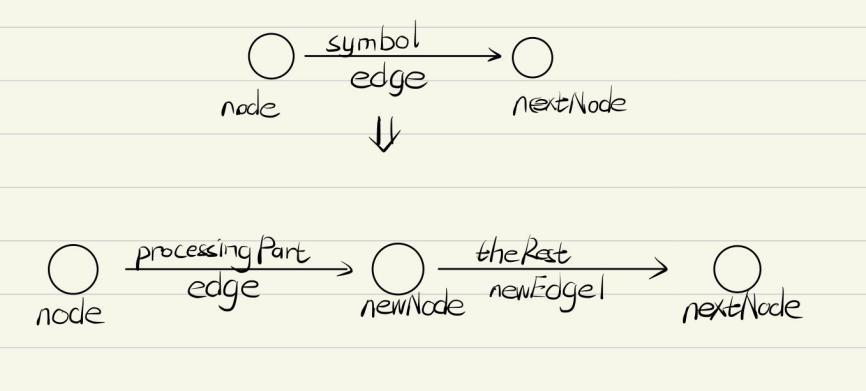 symbol
edge
node
nextNode
processingPart
theRest
edge
newEdge1
node
newNode
nextNode